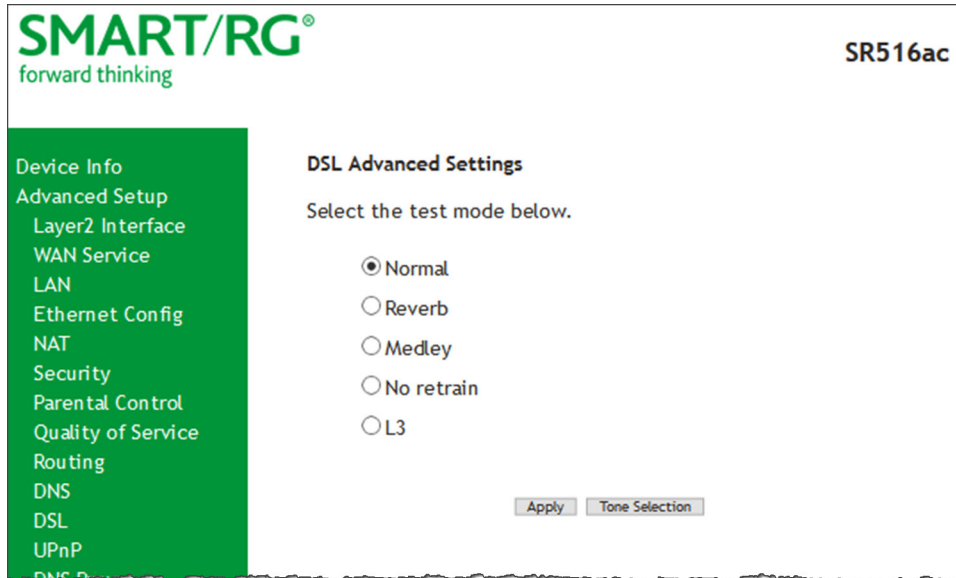 SMART/RG®
forward thinking
SR516ac
Device Info
Advanced Setup
Layer2 Interface
WAN Service
LAN
Ethernet Config
NAT
Security
Parental Control
Quality of Service
Routing
DNS
DSL
UPnP
DNS
DSL Advanced Settings
Select the test mode below.
Normal
Reverb
Medley
No retrain
L3
Apply
Tone Selection